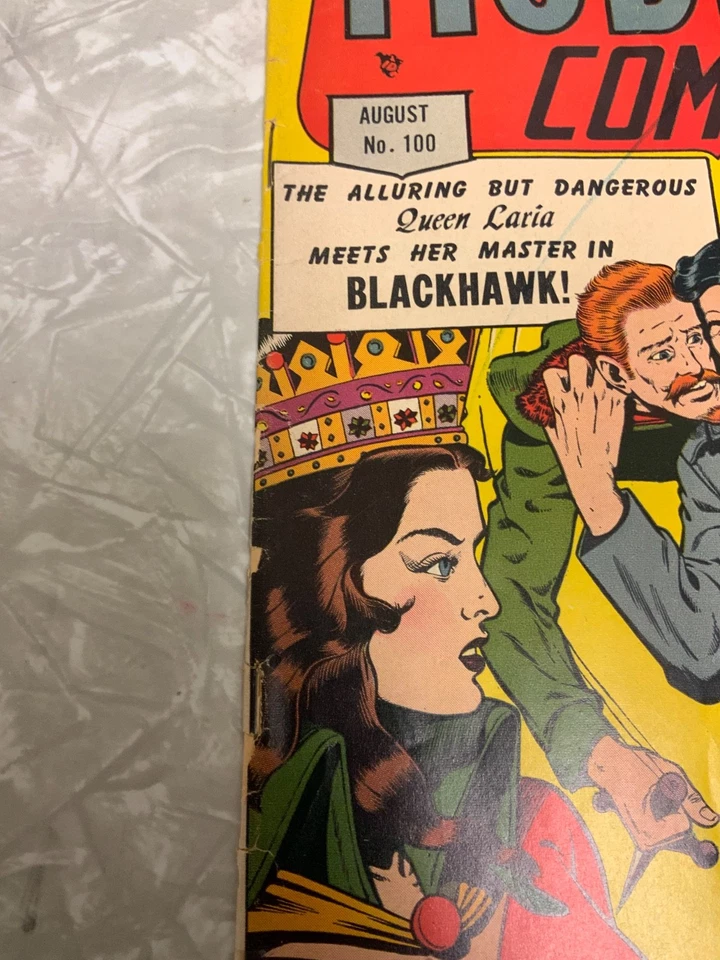 COM
AUGUST
No. 100
THE ALLURING BUT DANGEROUS
Queen Laria
MEETS HER MASTER IN
BLACKHAWK!